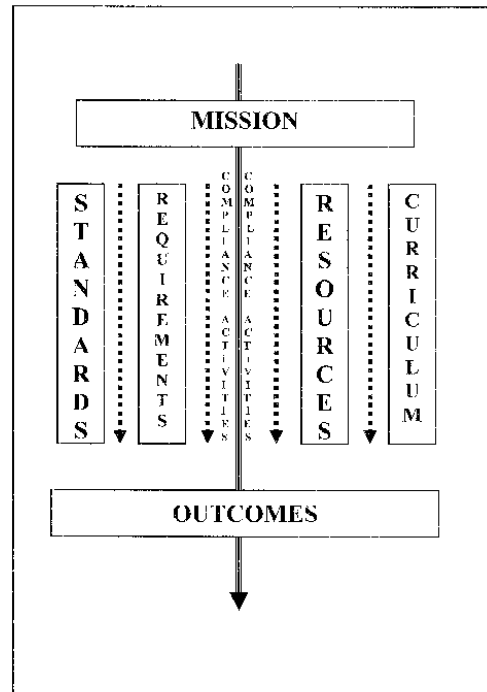 MISSION
STANDARDS
REQUIREMENTS
COMPLIANCE ACTIVITIES
COMPLIANCE ACTIVITIES
RESOURCES
CURRICULUM
OUTCOMES